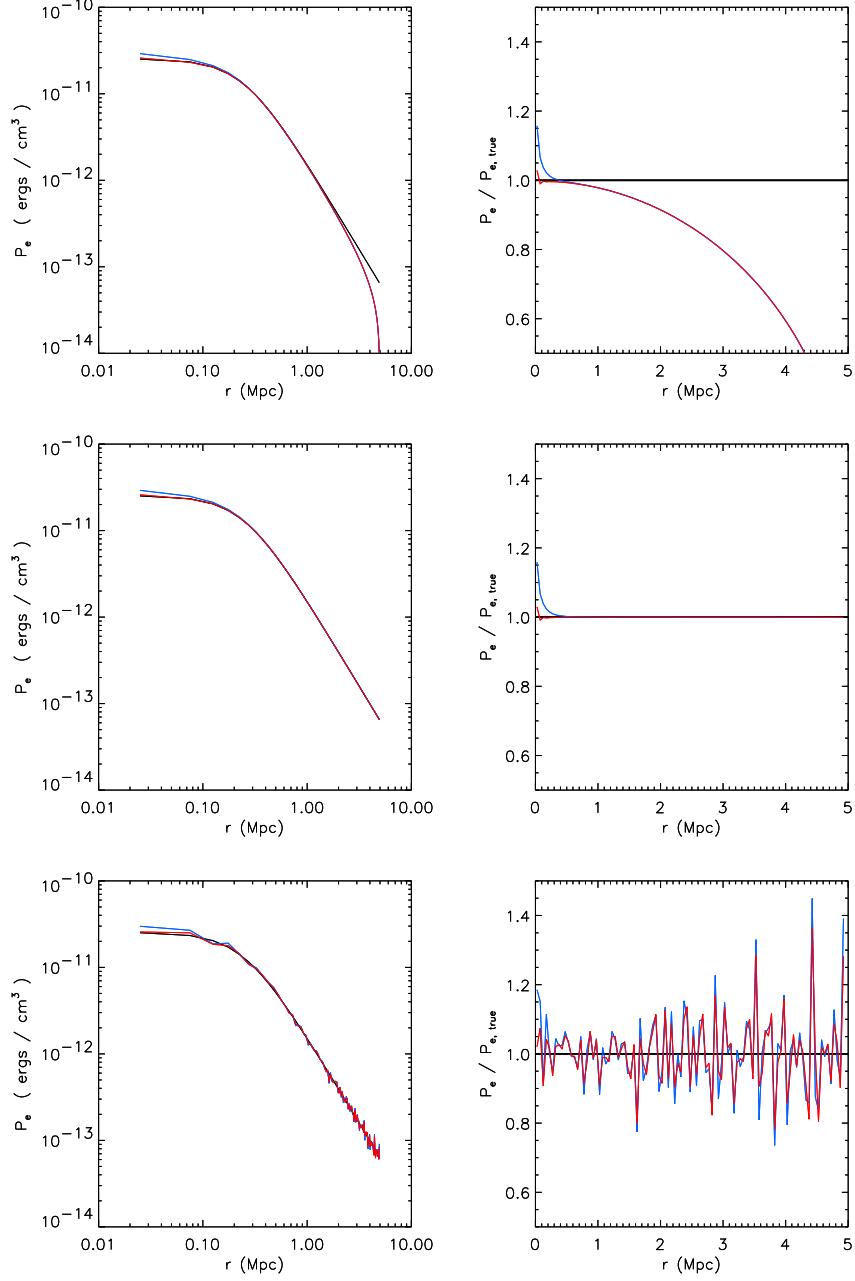 10^-10
10^-11
10^-12
10^-13
10^-14
P_e ( ergs / cm^3 )
0.01 0.10 1.00 10.00
r (Mpc)
1.4
1.2
1.0
0.8
0.6
P_e / P_e, true
0 1 2 3 4 5
r (Mpc)
10^-10
10^-11
10^-12
10^-13
10^-14
P_e ( ergs / cm^3 )
0.01 0.10 1.00 10.00
r (Mpc)
1.4
1.2
1.0
0.8
0.6
P_e / P_e, true
0 1 2 3 4 5
r (Mpc)
10^-10
10^-11
10^-12
10^-13
10^-14
P_e ( ergs / cm^3 )
0.01 0.10 1.00 10.00
r (Mpc)
1.4
1.2
1.0
0.8
0.6
P_e / P_e, true
0 1 2 3 4 5
r (Mpc)